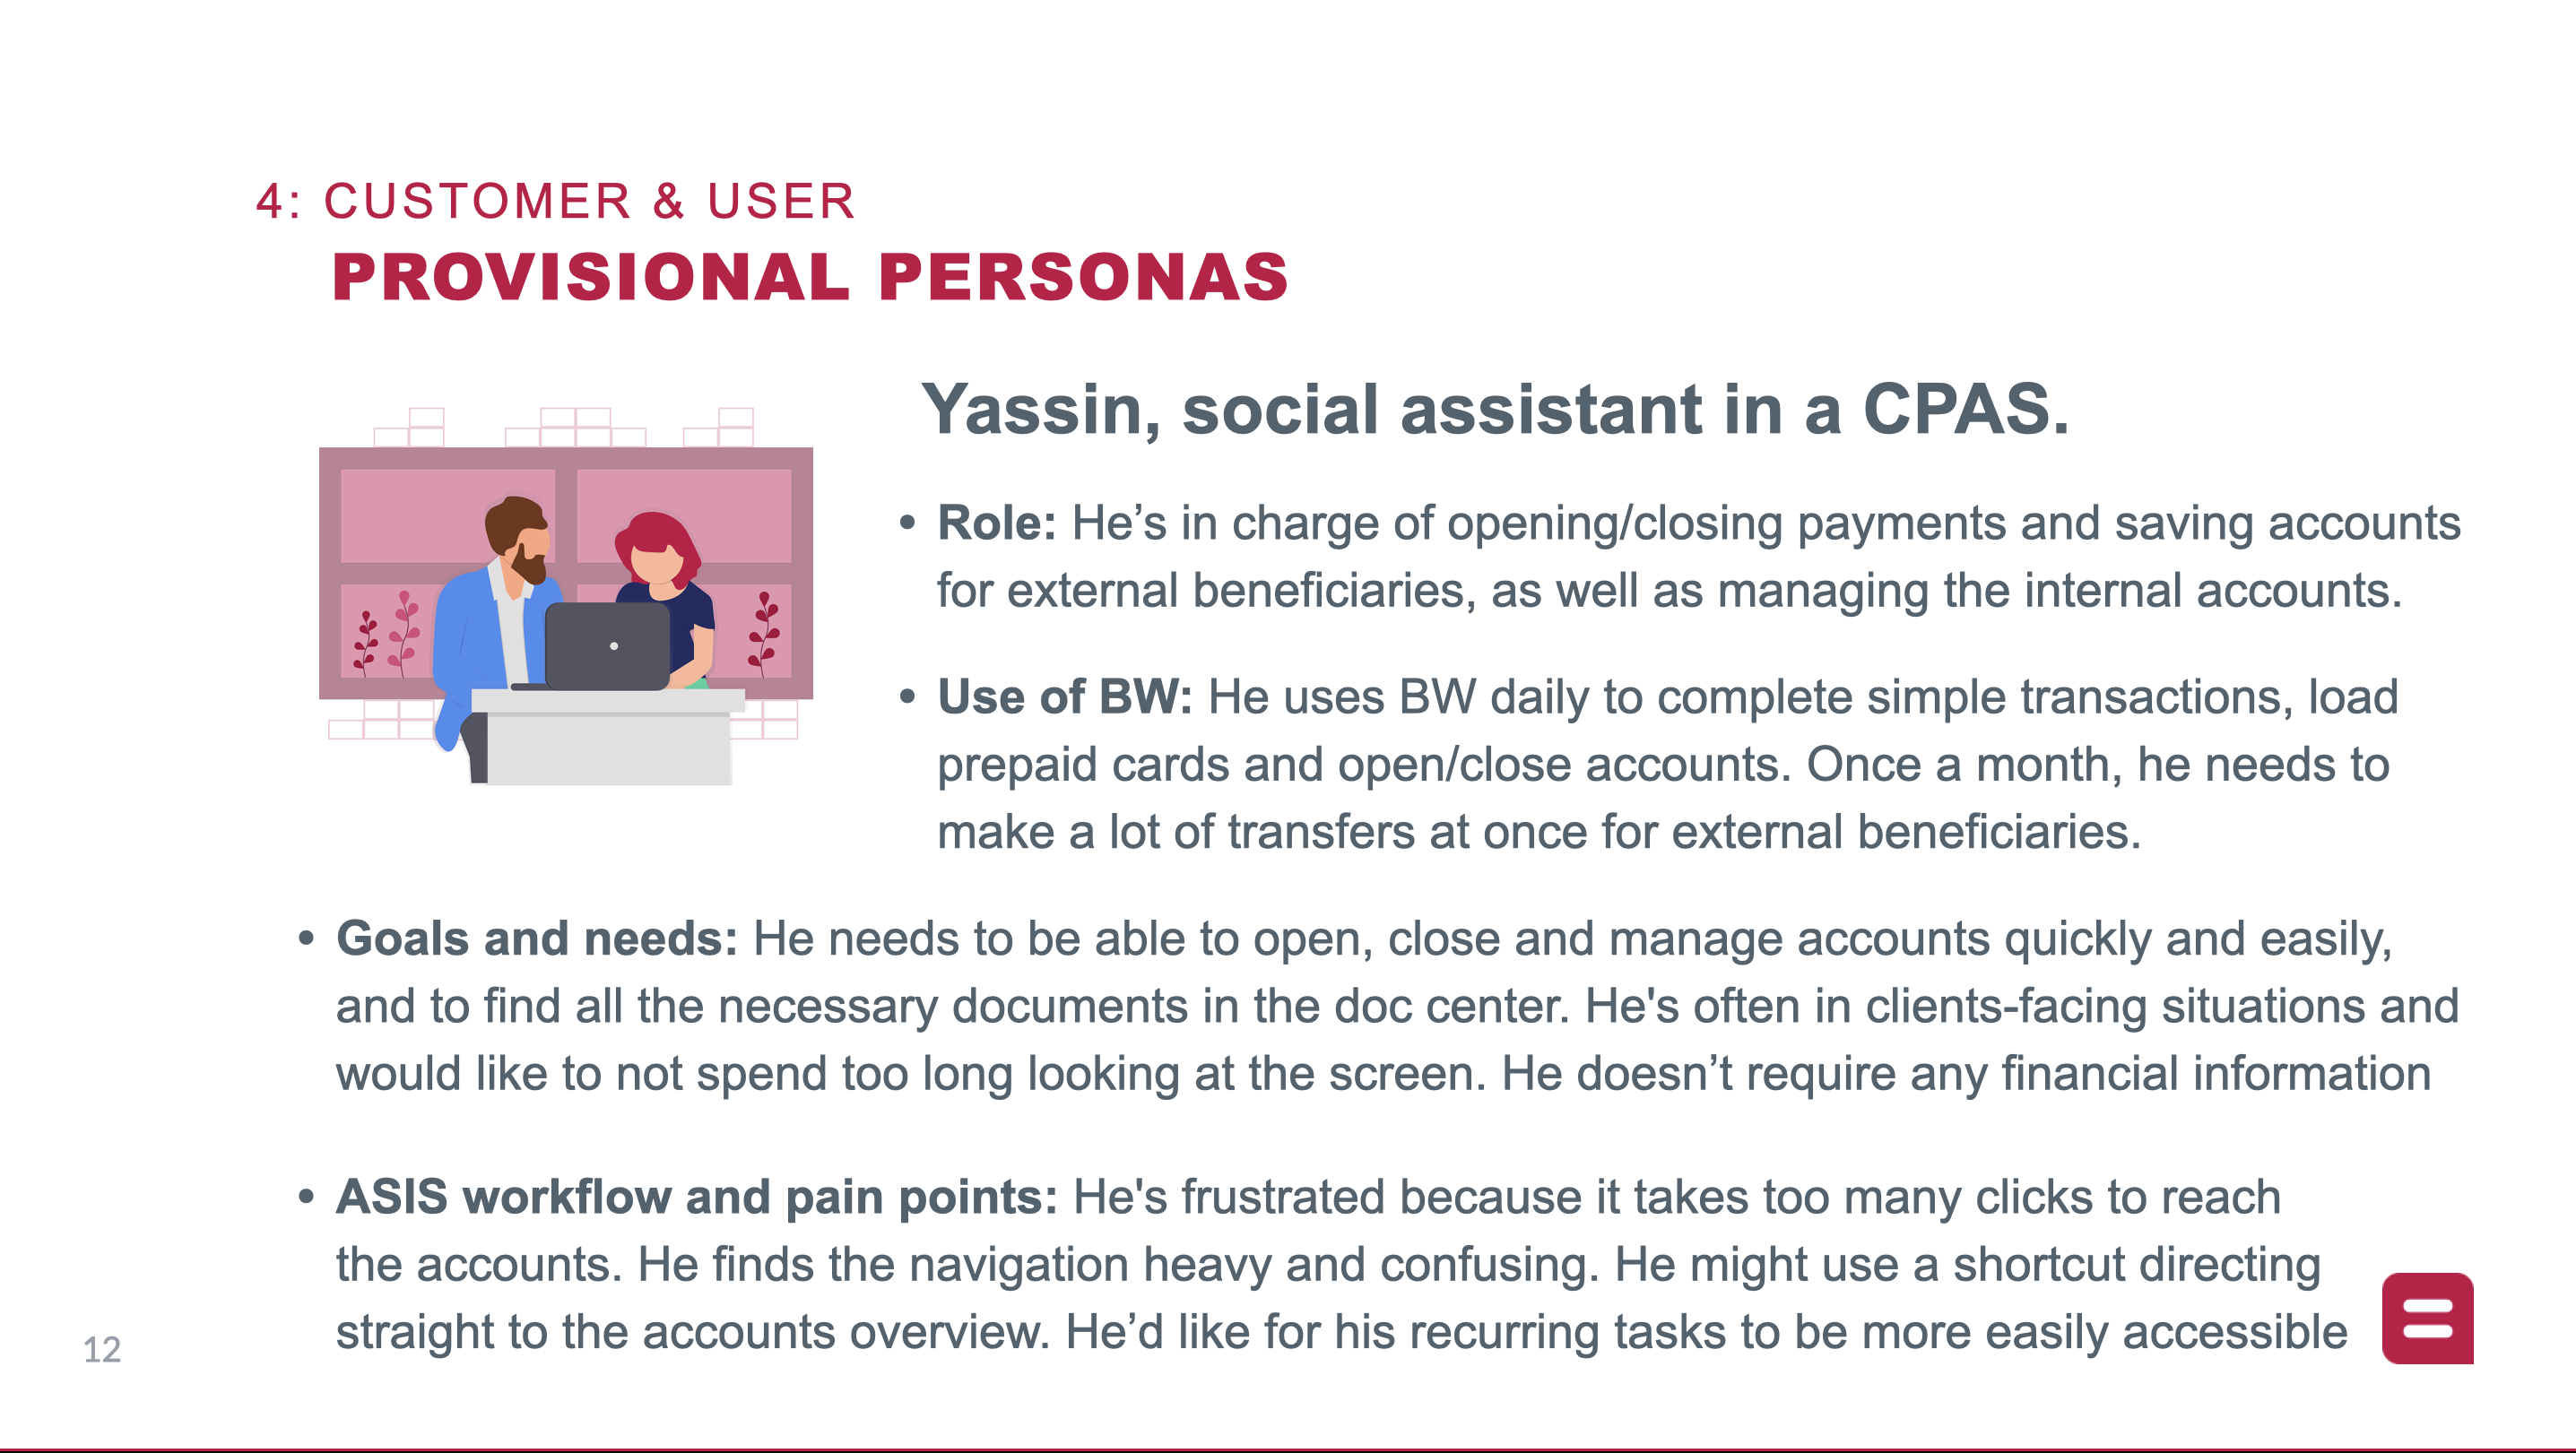 4: CUSTOMER & USER
PROVISIONAL PERSONAS
Yassin, social assistant in a CPAS.
• Role: He’s in charge of opening/closing payments and saving accounts
for external beneficiaries, as well as managing the internal accounts.
• Use of BW: He uses BW daily to complete simple transactions, load
prepaid cards and open/close accounts. Once a month, he needs to
make a lot of transfers at once for external beneficiaries.
• Goals and needs: He needs to be able to open, close and manage accounts quickly and easily,
and to find all the necessary documents in the doc center. He's often in clients-facing situations and
would like to not spend too long looking at the screen. He doesn’t require any financial information
• ASIS workflow and pain points: He's frustrated because it takes too many clicks to reach
the accounts. He finds the navigation heavy and confusing. He might use a shortcut directing
straight to the accounts overview. He’d like for his recurring tasks to be more easily accessible
12